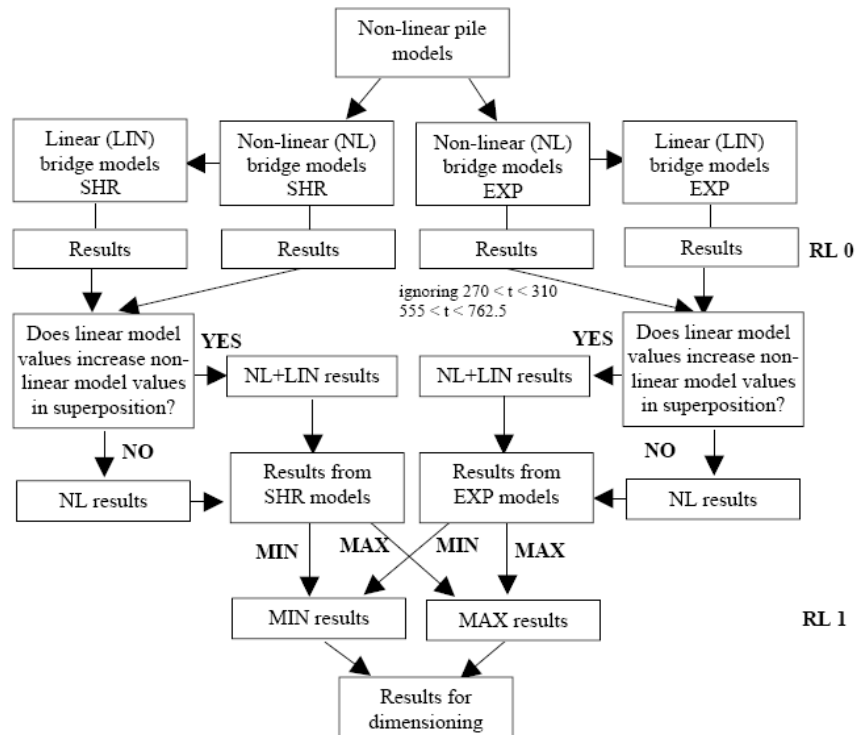 Non-linear pile
models
Linear (LIN)
bridge models
SHR
Non-linear (NL)
bridge models
SHR
Non-linear (NL)
bridge models
EXP
Linear (LIN)
bridge models
EXP
Results
Results
Results
Results
RL 0
ignoring 270 < t < 310
555 < t < 762.5
Does linear model
values increase non-
linear model values
in superposition?
YES
NL+LIN results
NL+LIN results
YES
Does linear model
values increase non-
linear model values
in superposition?
NO
NL results
Results from
SHR models
Results from
EXP models
NO
NL results
MIN
MAX
MIN
MAX
MIN results
MAX results
RL 1
Results for
dimensioning